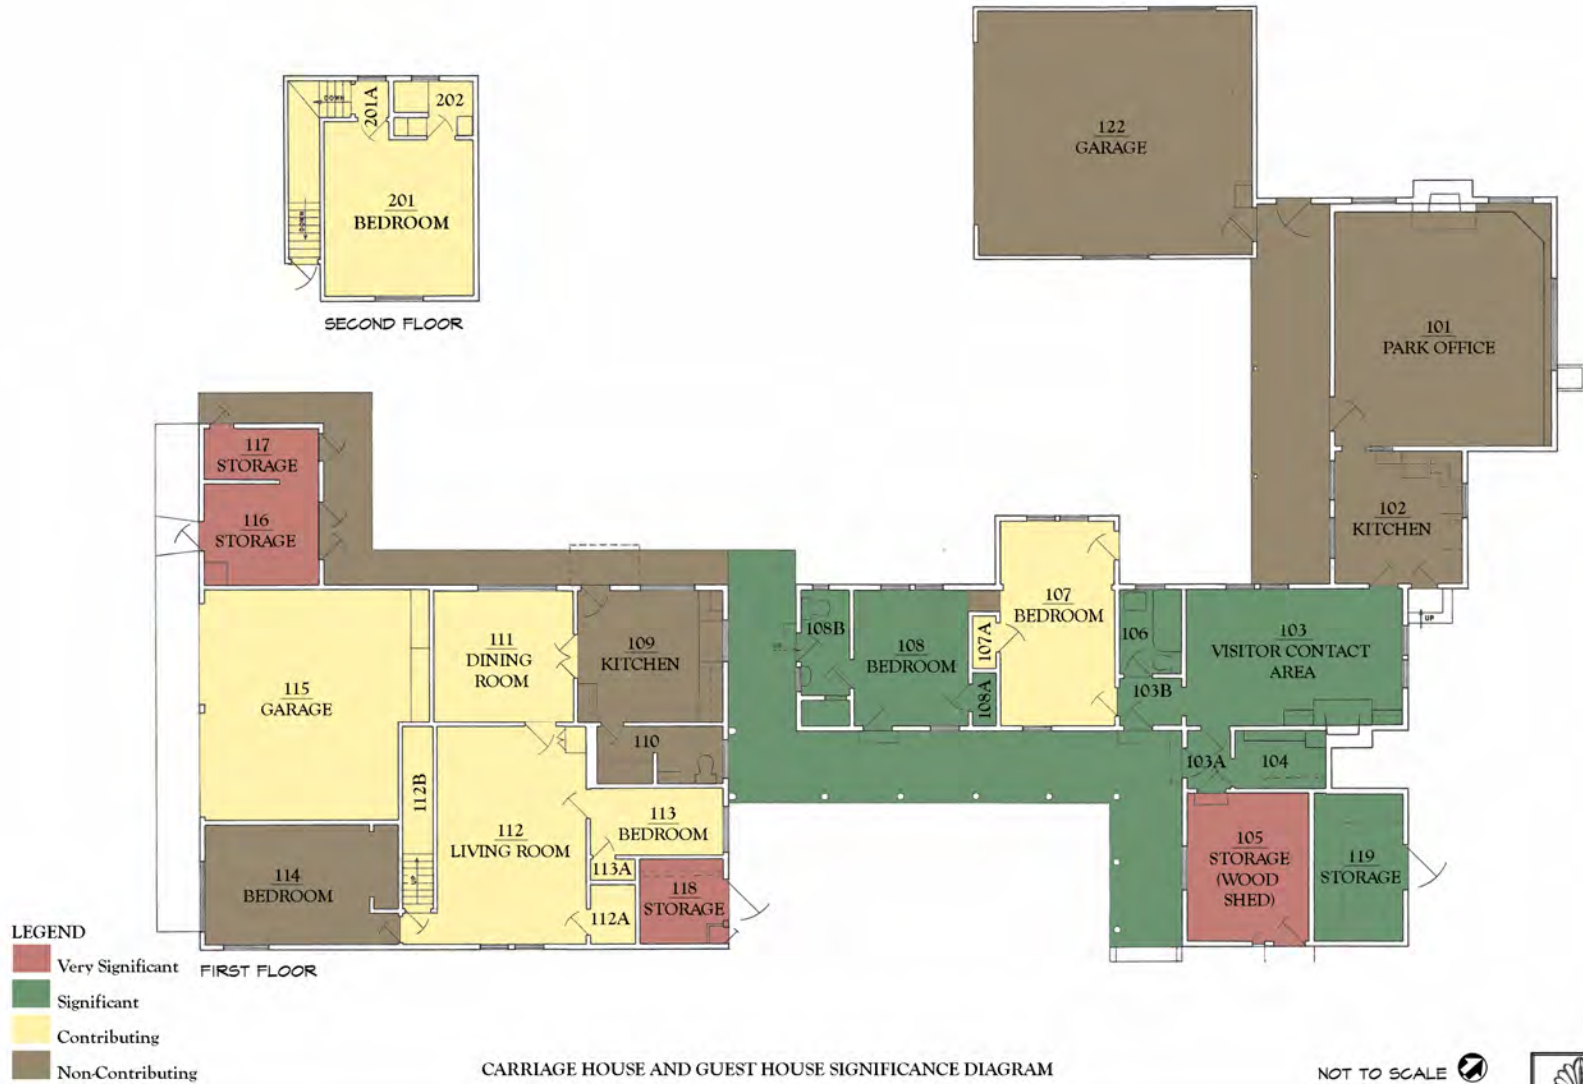 DOWN
201A
202
201
BEDROOM
DOWN
SECOND FLOOR
122
GARAGE
101
PARK OFFICE
102
KITCHEN
117
STORAGE
116
STORAGE
115
GARAGE
111
DINING
ROOM
109
KITCHEN
110
108B
108
BEDROOM
107A
108A
107
BEDROOM
106
103B
103
VISITOR CONTACT
AREA
UP
103A
104
112B
UP
112
LIVING ROOM
113
BEDROOM
113A
112A
118
STORAGE
114
BEDROOM
105
STORAGE
(WOOD
SHED)
119
STORAGE
LEGEND
Very Significant
Significant
Contributing
Non-Contributing
FIRST FLOOR
CARRIAGE HOUSE AND GUEST HOUSE SIGNIFICANCE DIAGRAM
NOT TO SCALE